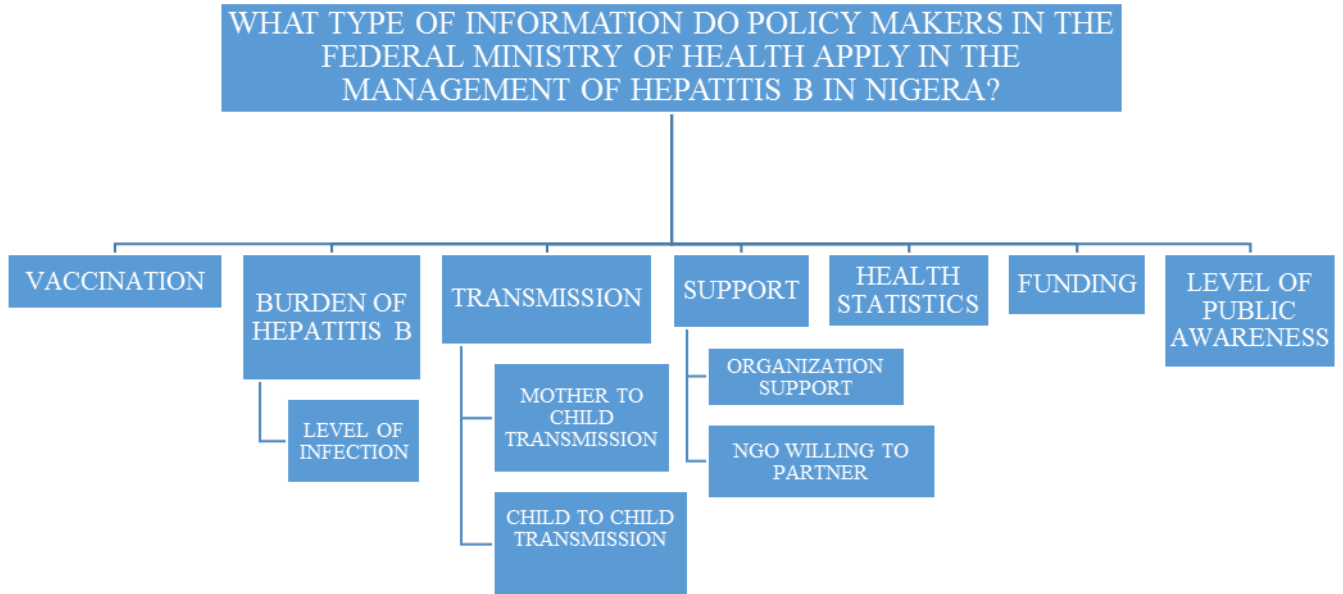 WHAT TYPE OF INFORMATION DO POLICY MAKERS IN THE
FEDERAL MINISTRY OF HEALTH APPLY IN THE
MANAGEMENT OF HEPATITIS B IN NIGERA?
VACCINATION
BURDEN OF
HEPATITIS B
LEVEL OF
INFECTION
TRANSMISSION
MOTHER TO
CHILD
TRANSMISSION
CHILD TO CHILD
TRANSMISSION
SUPPORT
ORGANIZATION
SUPPORT
NGO WILLING TO
PARTNER
HEALTH
STATISTICS
FUNDING
LEVEL OF
PUBLIC
AWARENESS